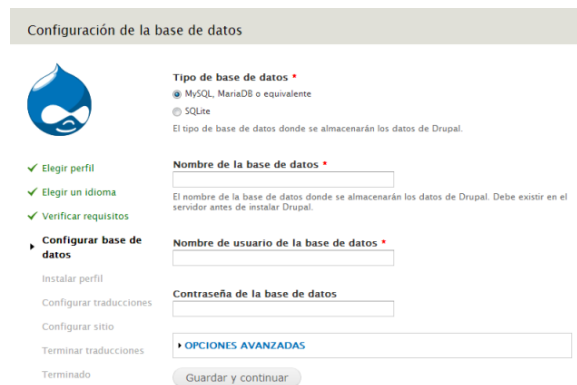 Configuración de la base de datos
Elegir perfil
Elegir un idioma
Verificar requisitos
Configurar base de
datos
Instalar perfil
Configurar traducciones
Configurar sitio
Terminar traducciones
Terminado
Tipo de base de datos *
MySQL, MariaDB o equivalente
SQLite
El tipo de base de datos donde se almacenarán los datos de Drupal.
Nombre de la base de datos *
El nombre de la base de datos donde se almacenarán los datos de Drupal. Debe existir en el
servidor antes de instalar Drupal.
Nombre de usuario de la base de datos *
Contraseña de la base de datos
OPCIONES AVANZADAS
Guardar y continuar